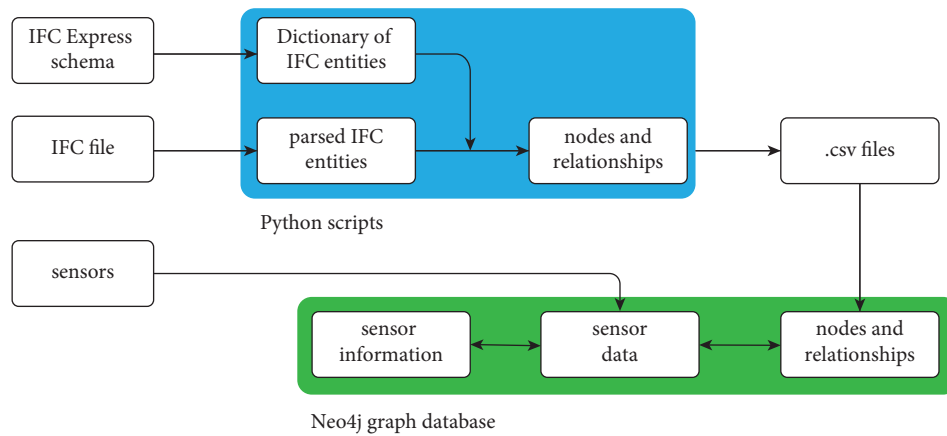 IFC Express
schema
Dictionary of
IFC entities
IFC file
parsed IFC
entities
nodes and
relationships
.csv files
Python scripts
sensors
sensor
information
sensor
data
nodes and
relationships
Neo4j graph database